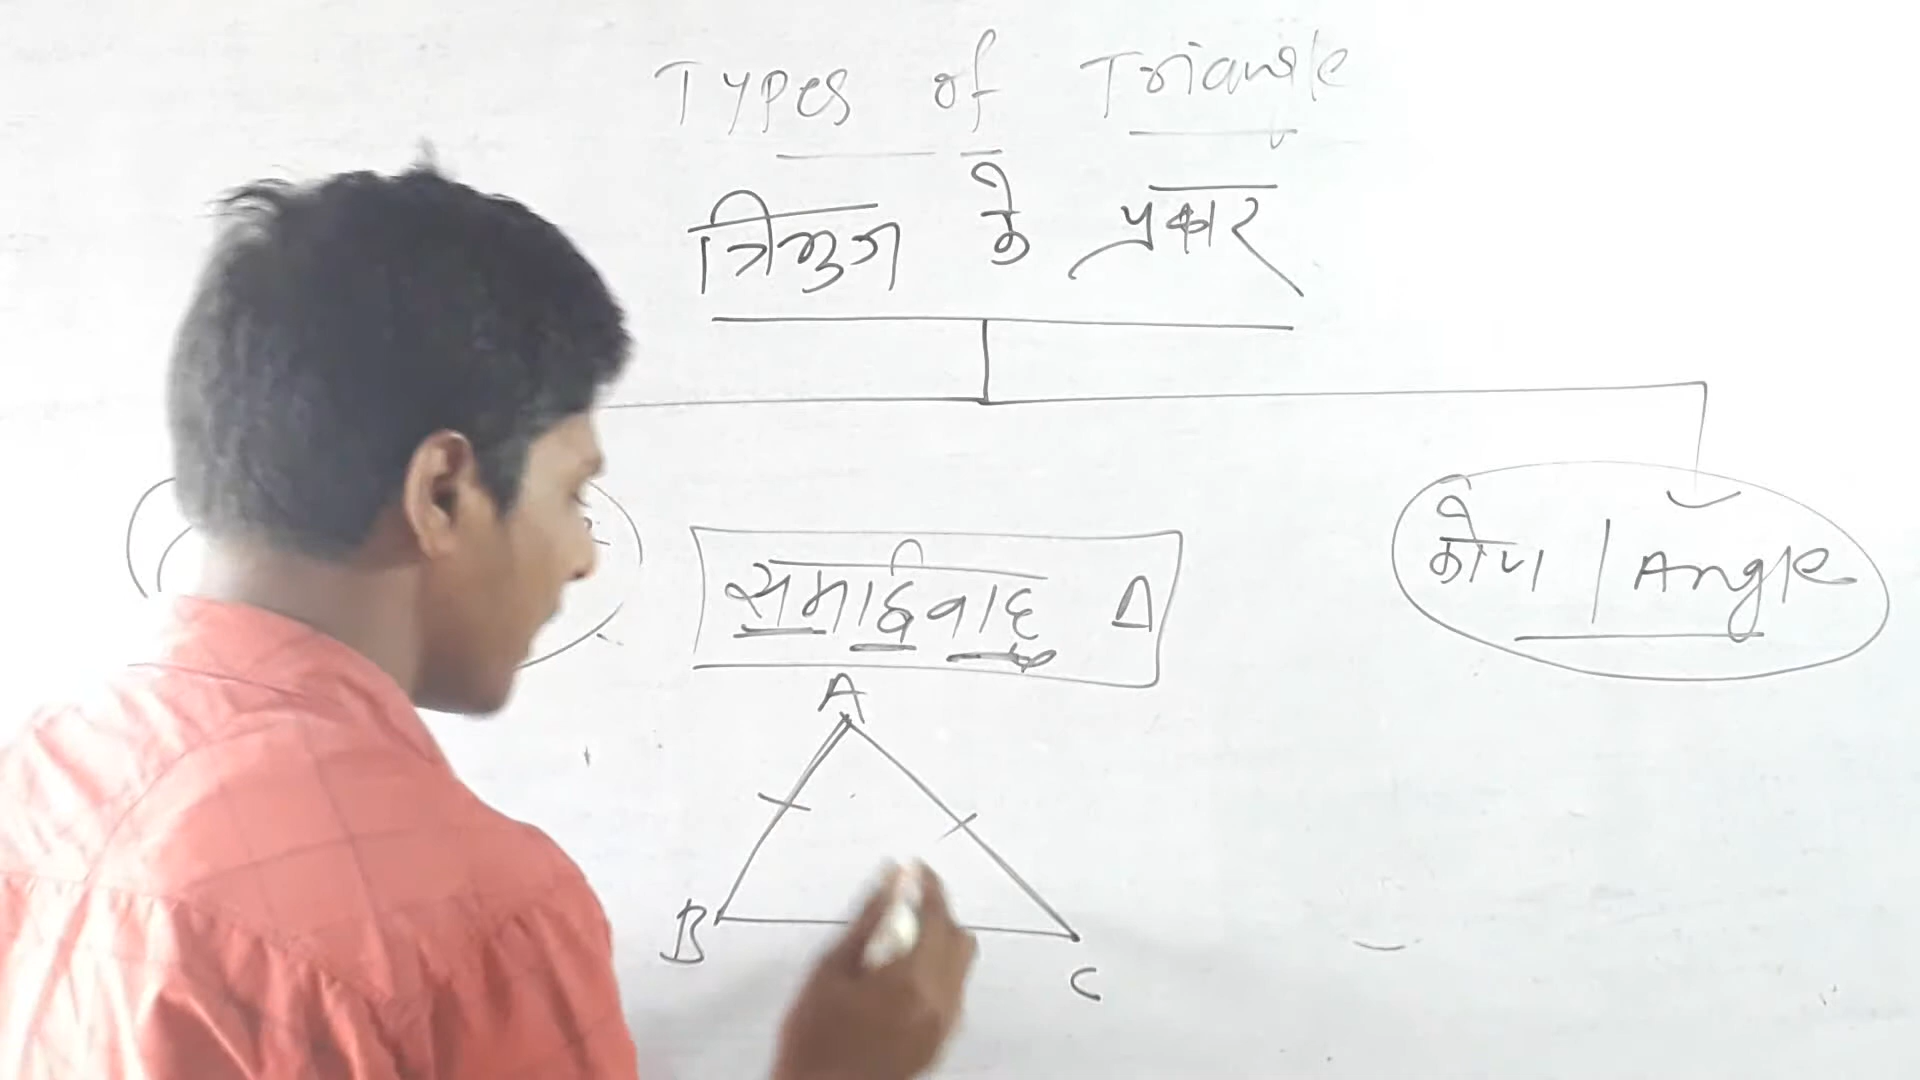 Types of Triangle
त्रिभुज के प्रकार
समद्विबाहु Δ
कोण | Angle
A
B
C